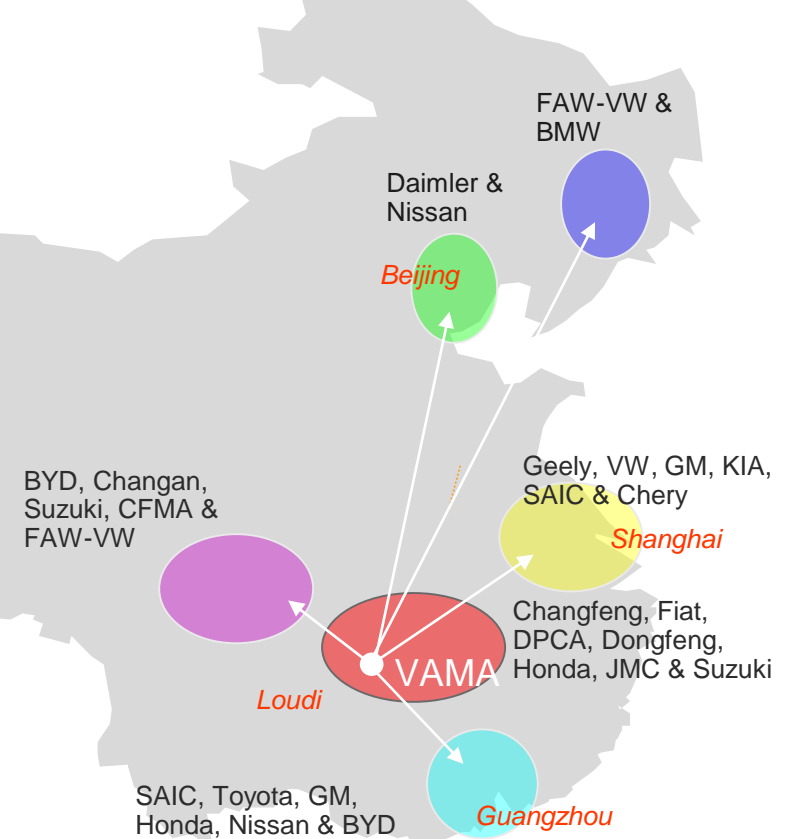 FAW-VW &
BMW
Daimler &
Nissan
Beijing
BYD, Changan,
Suzuki, CFMA &
FAW-VW
Geely, VW, GM, KIA,
SAIC & Chery
Shanghai
Changfeng, Fiat,
DPCA, Dongfeng,
Honda, JMC & Suzuki
VAMA
Loudi
SAIC, Toyota, GM,
Honda, Nissan & BYD
Guangzhou